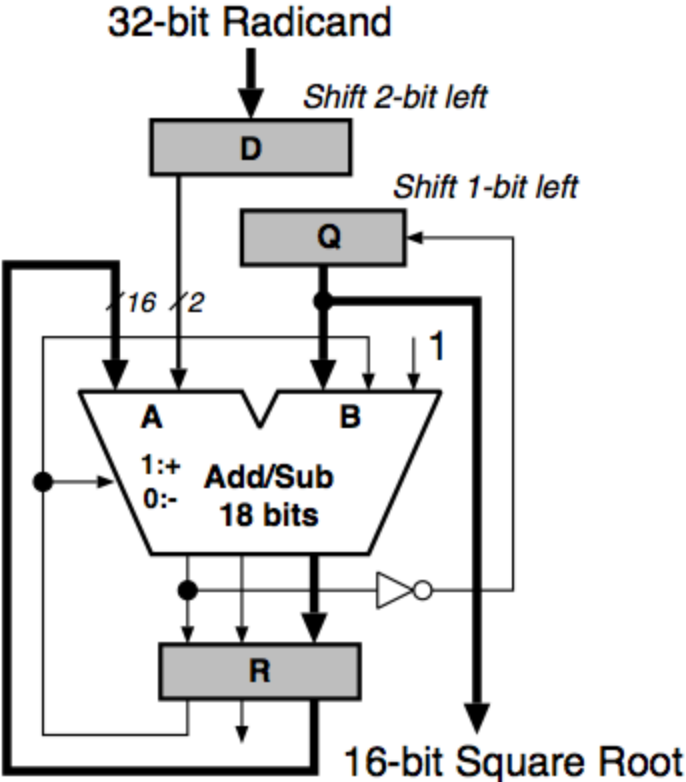 32-bit Radicand
Shift 2-bit left
D
Shift 1-bit left
Q
16 2
1
A B
1:+
0:-
Add/Sub
18 bits
R
16-bit Square Root